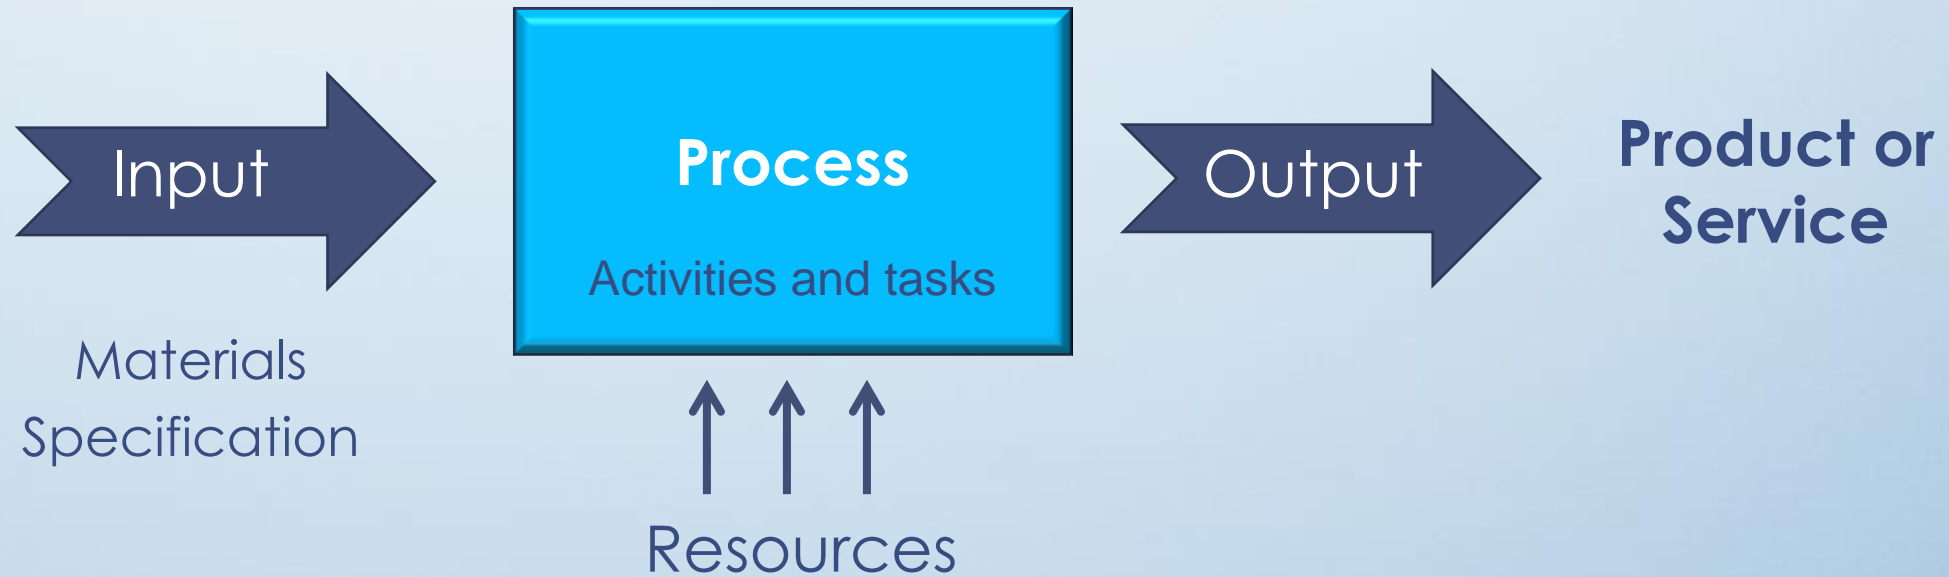 Input
Materials
Specification
Process
Activities and tasks
Resources
Output
Product or
Service